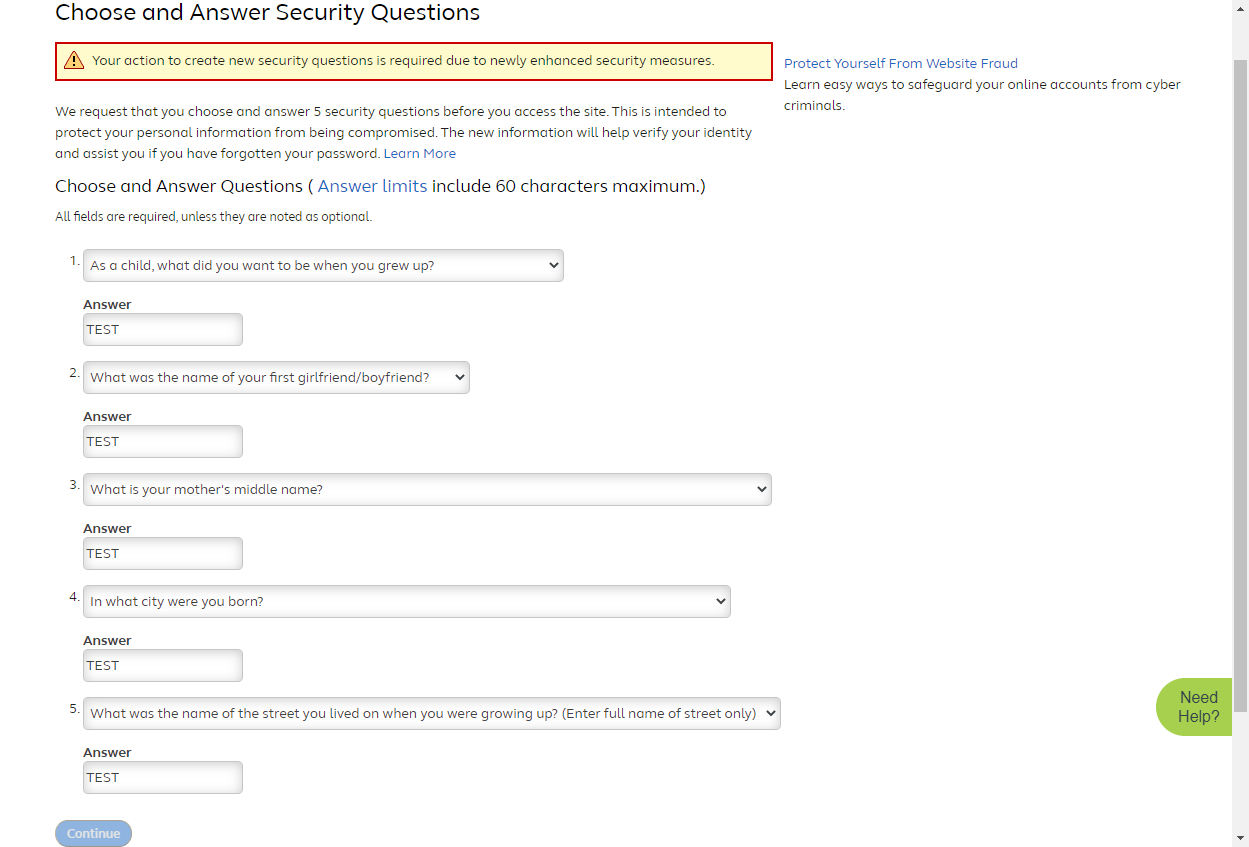 Choose and Answer Security Questions
Your action to create new security questions is required due to newly enhanced security measures.
Protect Yourself From Website Fraud
Learn easy ways to safeguard your online accounts from cyber
criminals.
We request that you choose and answer 5 security questions before you access the site. This is intended to
protect your personal information from being compromised. The new information will help verify your identity
and assist you if you have forgotten your password. Learn More
Choose and Answer Questions ( Answer limits include 60 characters maximum.)
All fields are required, unless they are noted as optional.
1. As a child, what did you want to be when you grew up?
Answer
TEST
2. What was the name of your first girlfriend/boyfriend?
Answer
TEST
3. What is your mother's middle name?
Answer
TEST
4. In what city were you born?
Answer
TEST
5. What was the name of the street you lived on when you were growing up? (Enter full name of street only)
Answer
TEST
Need
Help?
Continue